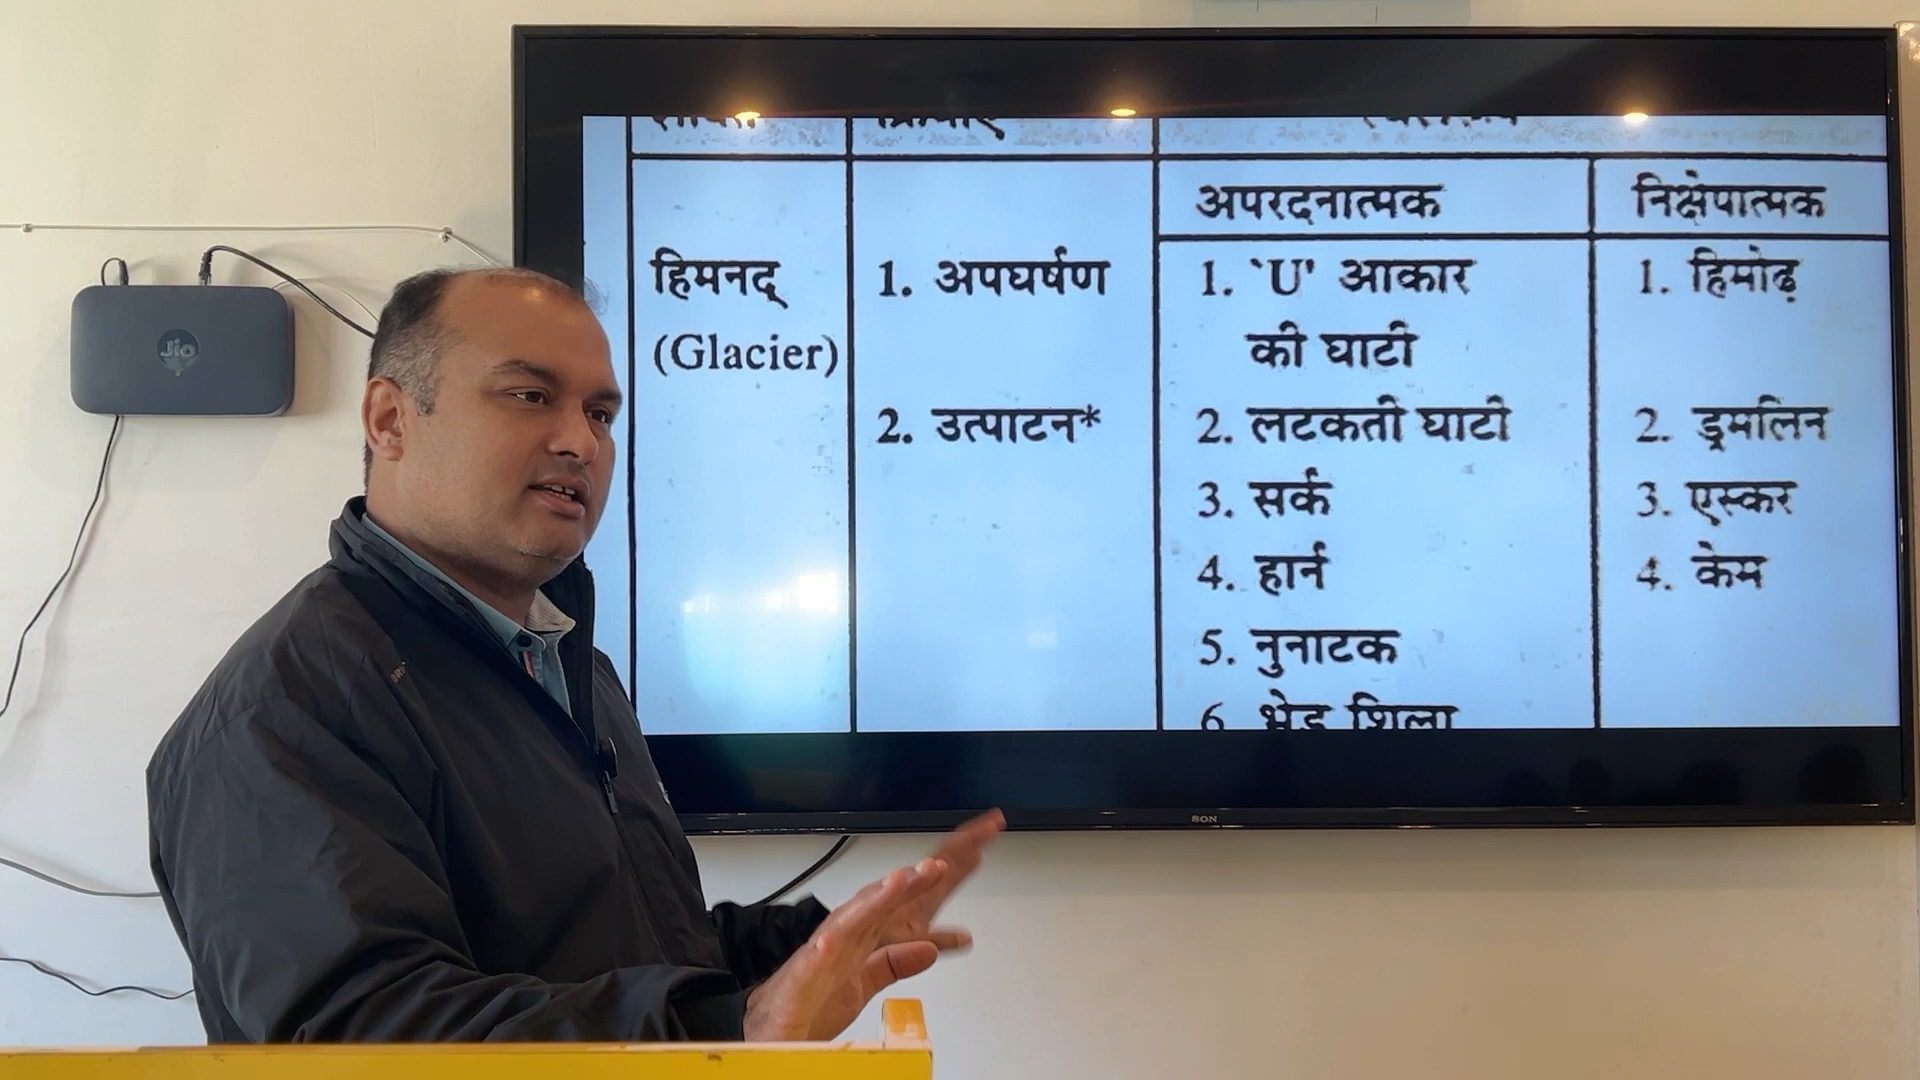 अपरदनात्मक
निक्षेपात्मक
हिमनद्
(Glacier)
1. अपघर्षण
2. उत्पाटन*
1. `U' आकार
की घाटी
2. लटकती घाटी
3. सर्क
4. हार्न
5. नुनाटक
6 भेड शिला
1. हिमोढ़
2. ड्रमलिन
3. एस्कर
4. केम
Jio
SON